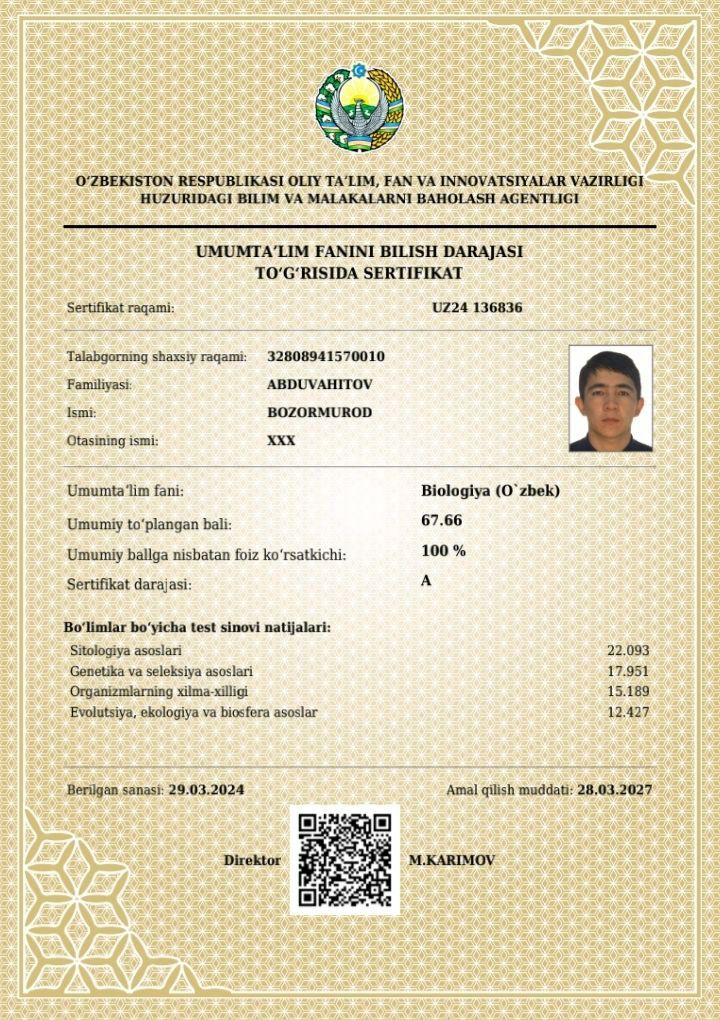 O‘ZBEKISTON RESPUBLIKASI OLIY TA’LIM, FAN VA INNOVATSIYALAR VAZIRLIGI
HUZURIDAGI BILIM VA MALAKALARNI BAHOLASH AGENTLIGI
UMUMTA’LIM FANINI BILISH DARAJASI
TO‘G‘RISIDA SERTIFIKAT
Sertifikat raqami: UZ24 136836
Talabgorning shaxsiy raqami: 32808941570010
Familiyasi: ABDUVAHITOV
Ismi: BOZORMUROD
Otasining ismi: XXX
Umumta’lim fani: Biologiya (O`zbek)
Umumiy to‘plangan bali: 67.66
Umumiy ballga nisbatan foiz ko‘rsatkichi: 100 %
Sertifikat darajasi: A
Bo‘limlar bo‘yicha test sinovi natijalari:
Sitologiya asoslari 22.093
Genetika va seleksiya asoslari 17.951
Organizmlarning xilma-xilligi 15.189
Evolutsiya, ekologiya va biosfera asoslar 12.427
Berilgan sanasi: 29.03.2024 Amal qilish muddati: 28.03.2027
Direktor M.KARIMOV